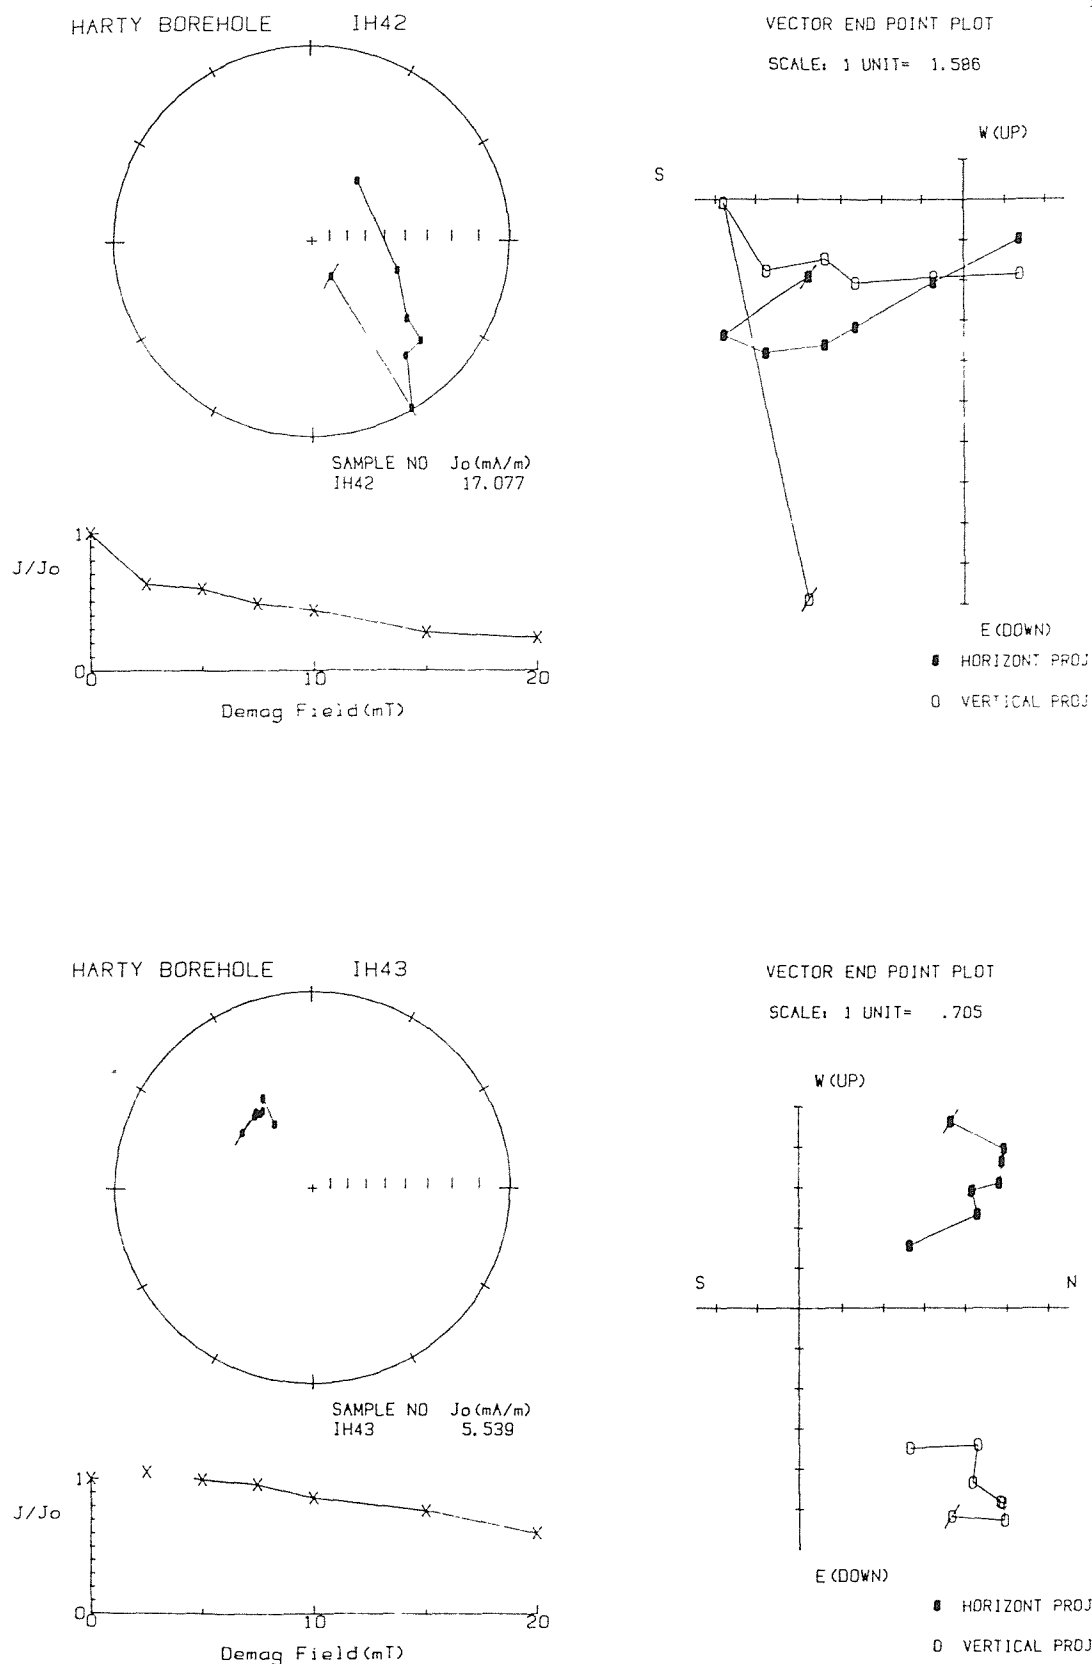 HARTY BOREHOLE IH42
VECTOR END POINT PLOT
SCALE: 1 UNIT= 1.586
W(UP)
S
SAMPLE NO Jo(mA/m)
IH42 17.077
1
J/Jo
0
0 10 20
Demag Field(mT)
E(DOWN)
HORIZONT PROJ
VERTICAL PROJ
HARTY BOREHOLE IH43
VECTOR END POINT PLOT
SCALE: 1 UNIT= .705
W(UP)
S N
SAMPLE NO Jo(mA/m)
IH43 5.539
1
J/Jo
0
0 10 20
Demag Field(mT)
E(DOWN)
HORIZONT PROJ
VERTICAL PROJ